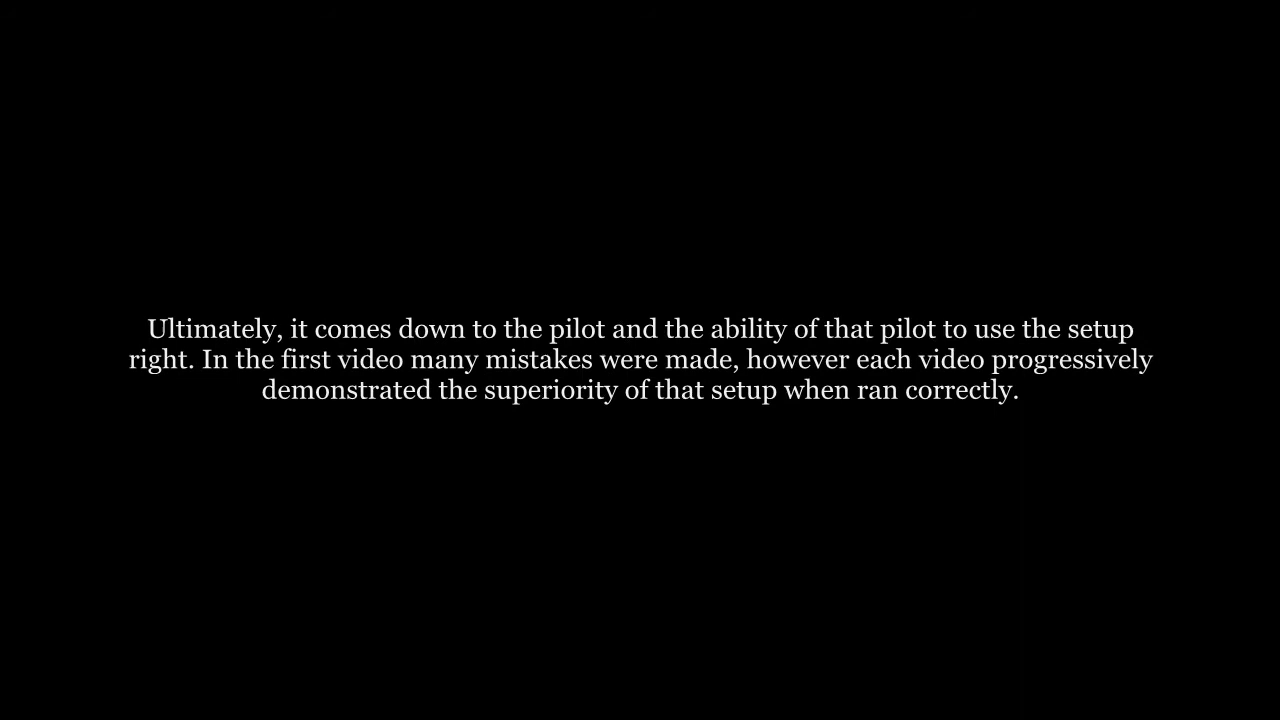 Ultimately, it comes down to the pilot and the ability of that pilot to use the setup
right. In the first video many mistakes were made, however each video progressively
demonstrated the superiority of that setup when ran correctly.